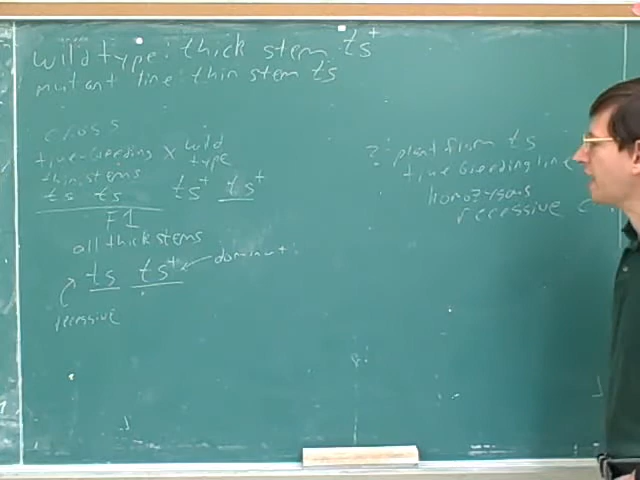 wild type: thick stem ts+
mutant line: thin stem ts
cross
true-breeding x wild type
thin stems
ts ts ts+ ts+
F1
all thick stems
ts ts+ dominant
recessive
? plant from ts
true breeding line
homozygous
recessive